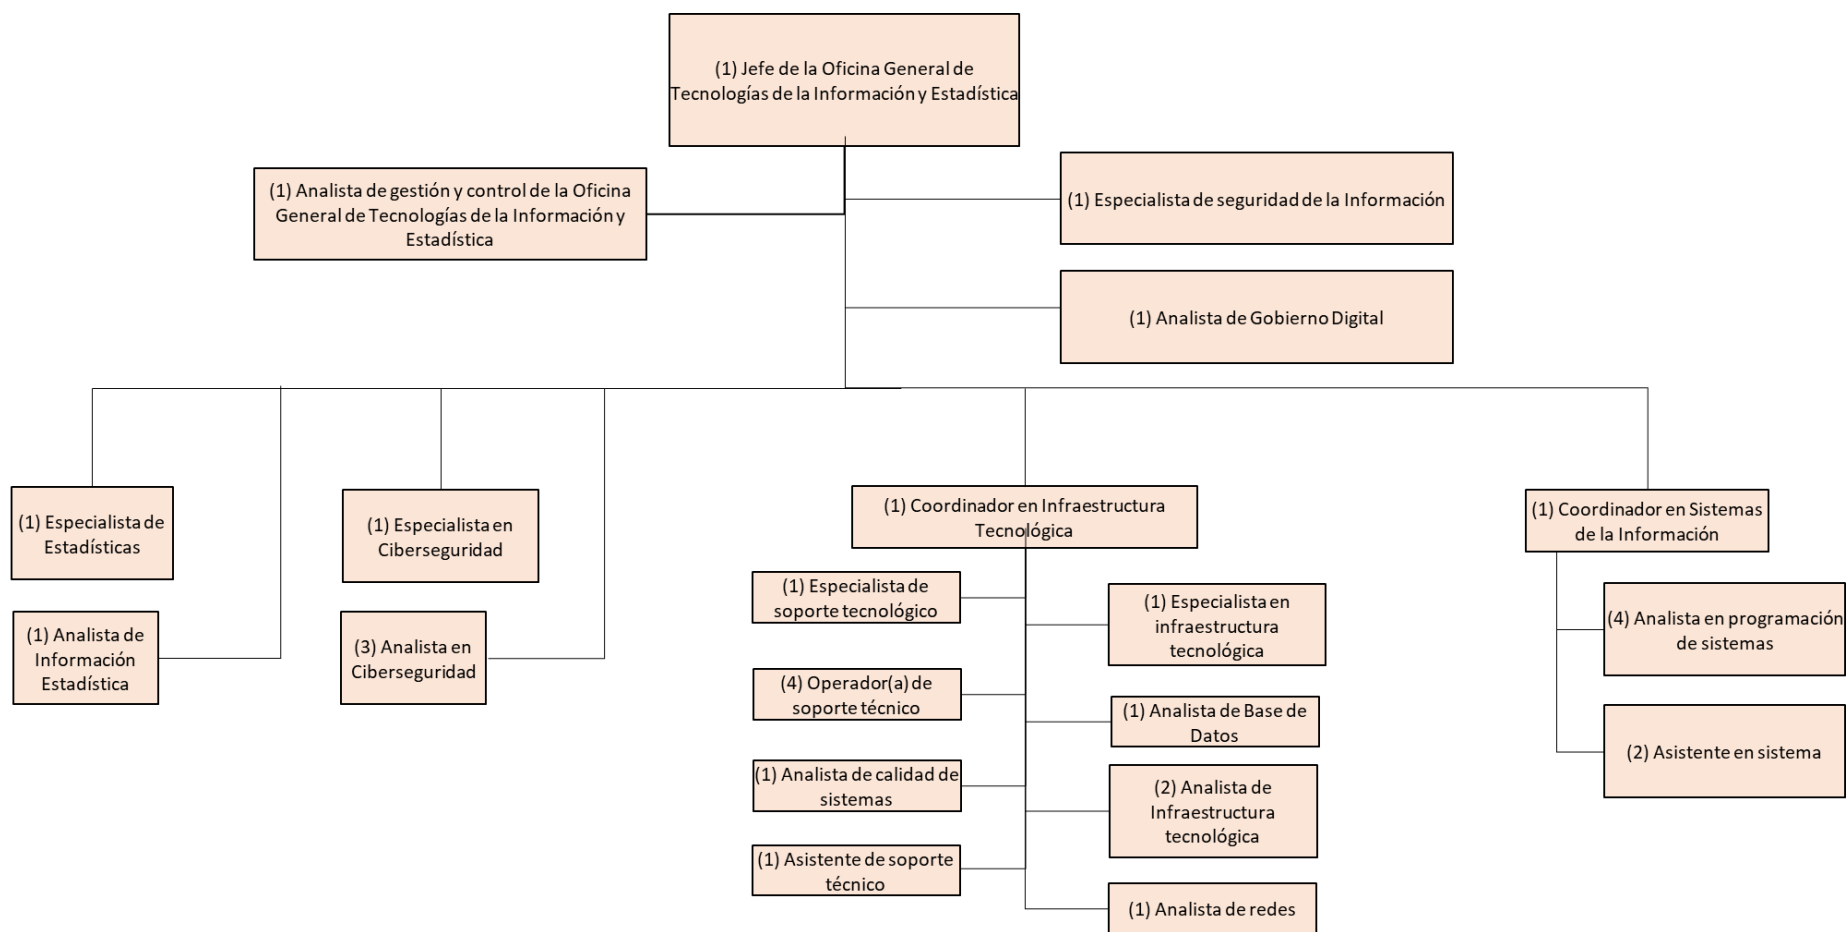 (1) Jefe de la Oficina General de
Tecnologías de la Información y Estadística
(1) Analista de gestión y control de la Oficina
General de Tecnologías de la Información y
Estadística
(1) Especialista de seguridad de la Información
(1) Analista de Gobierno Digital
(1) Especialista de
Estadísticas
(1) Analista de
Información
Estadística
(1) Especialista en
Ciberseguridad
(3) Analista en
Ciberseguridad
(1) Coordinador en Infraestructura
Tecnológica
(1) Especialista de
soporte tecnológico
(4) Operador(a) de
soporte técnico
(1) Analista de calidad de
sistemas
(1) Asistente de soporte
técnico
(1) Especialista en
infraestructura
tecnológica
(1) Analista de Base de
Datos
(2) Analista de
Infraestructura
tecnológica
(1) Analista de redes
(1) Coordinador en Sistemas
de la Información
(4) Analista en programación
de sistemas
(2) Asistente en sistema